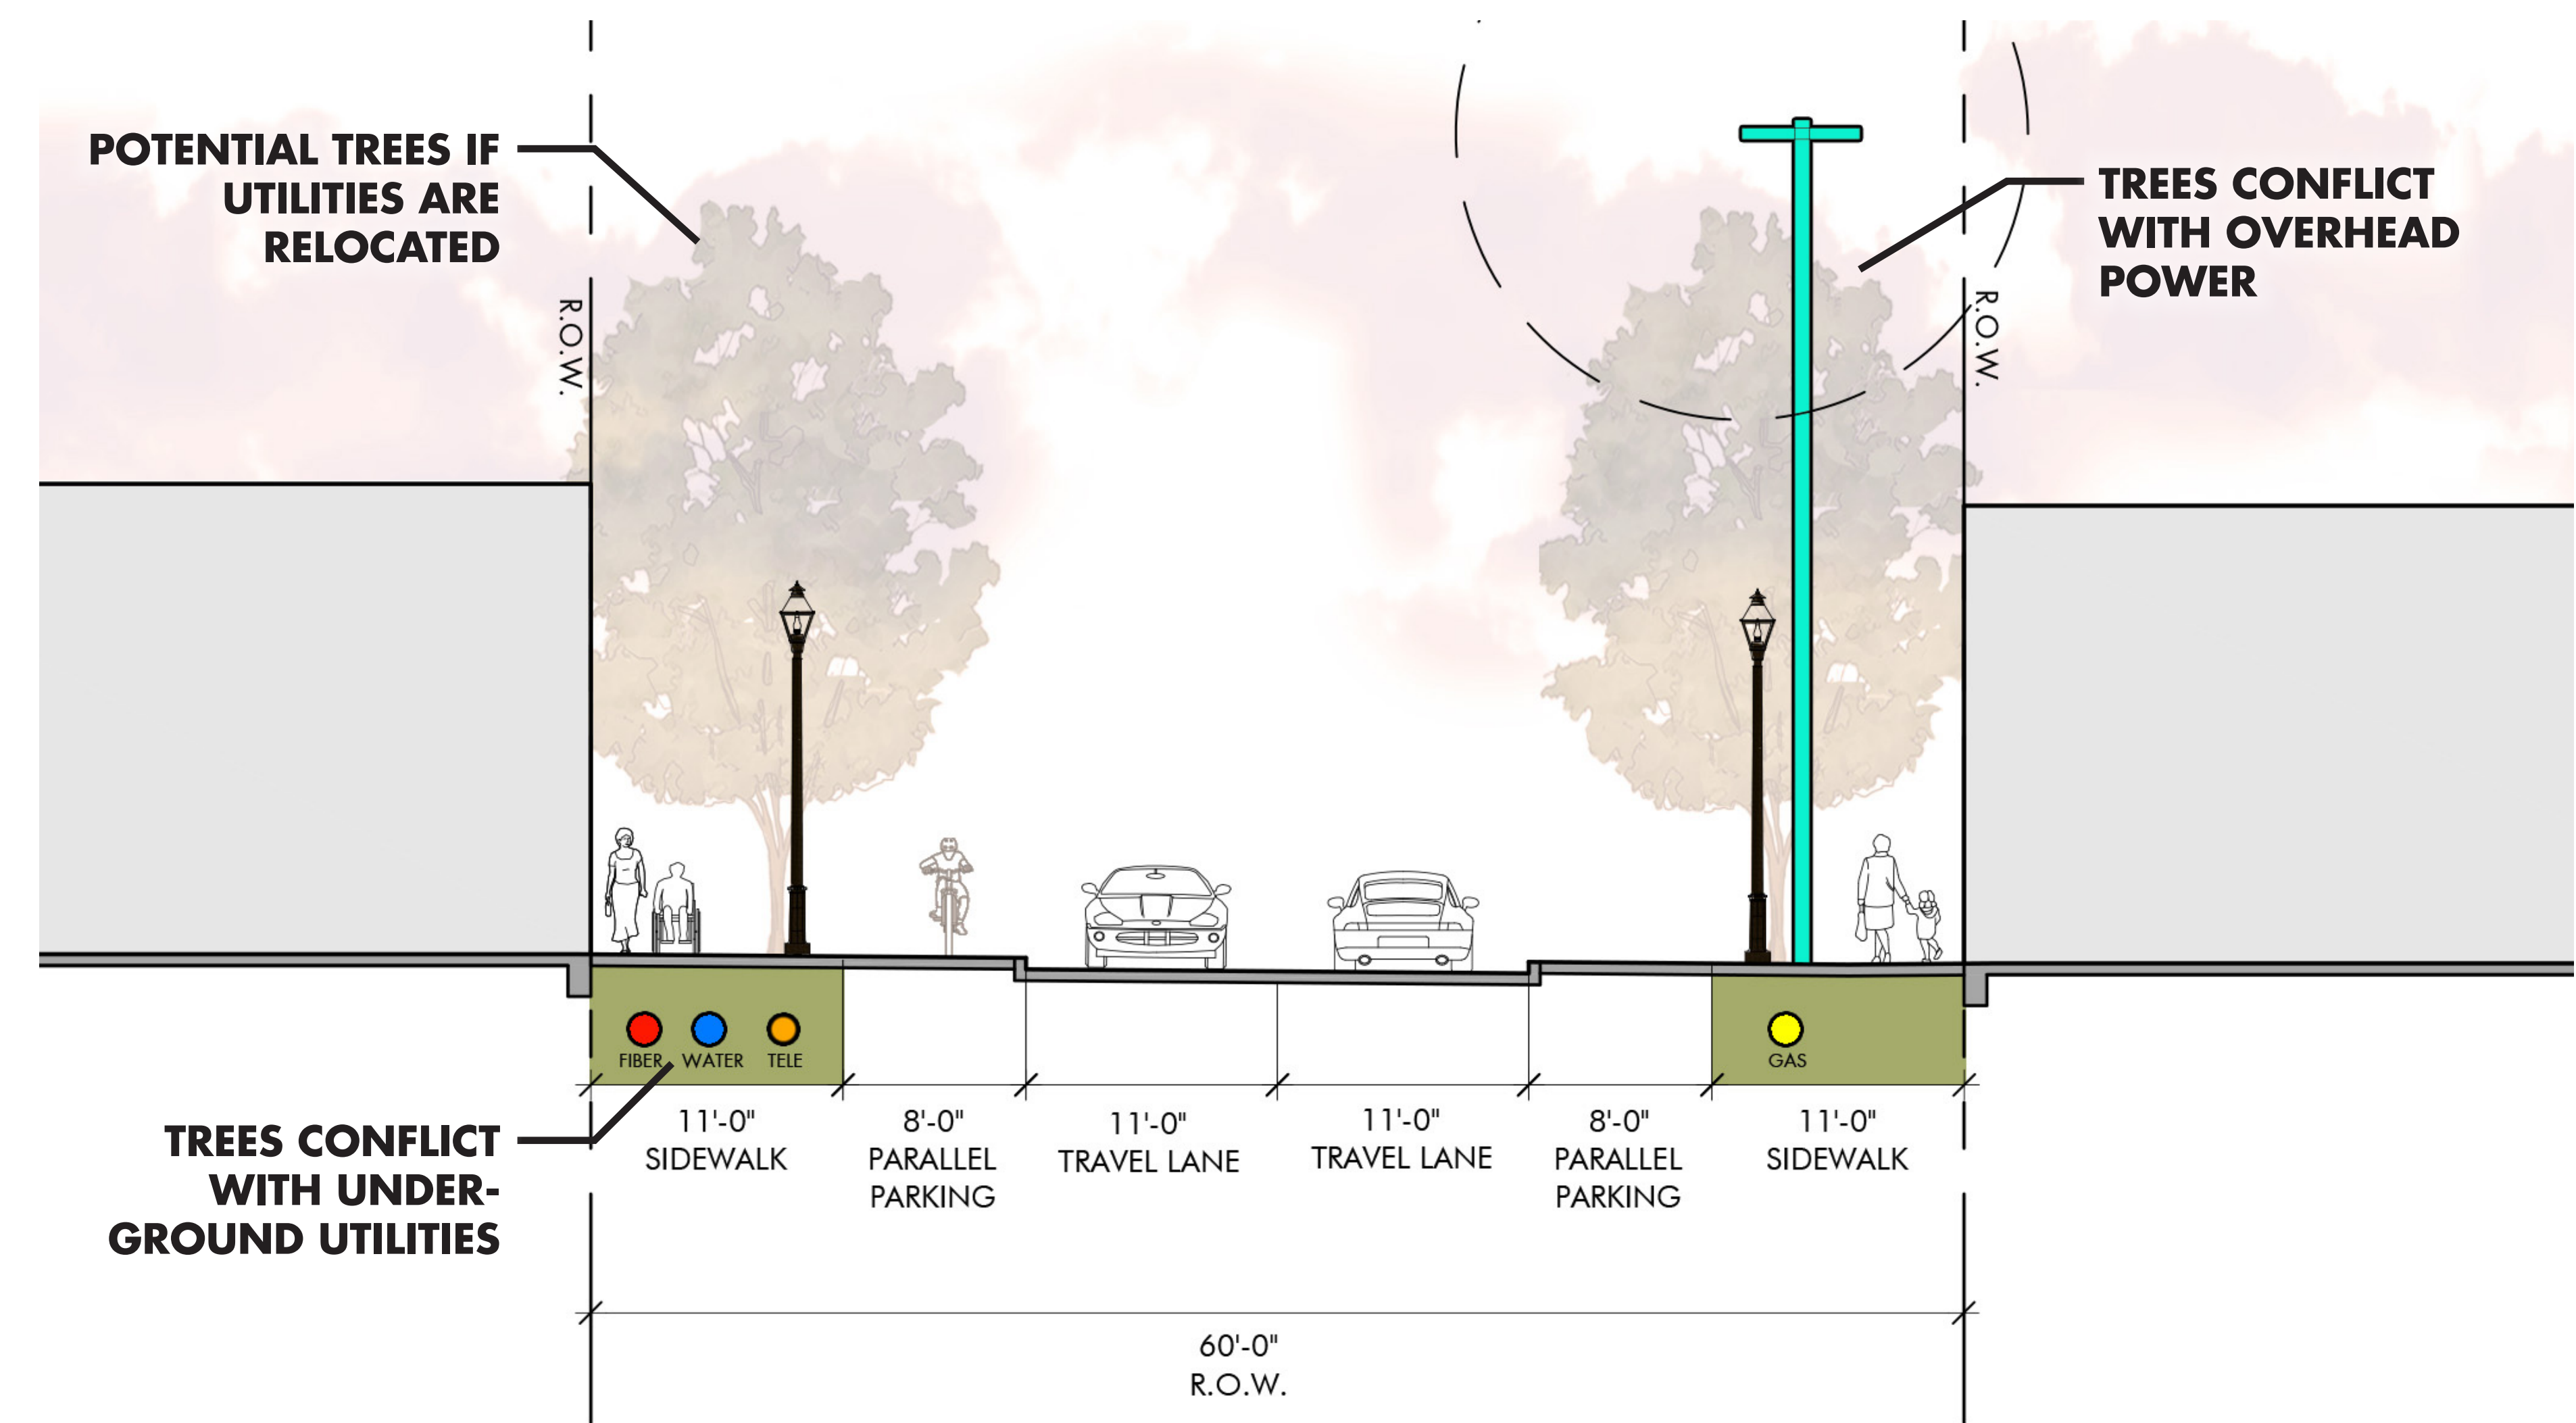 POTENTIAL TREES IF
UTILITIES ARE
RELOCATED
TREES CONFLICT
WITH OVERHEAD
POWER
R.O.W.
R.O.W.
FIBER
WATER
TELE
GAS
TREES CONFLICT
WITH UNDER-
GROUND UTILITIES
11'-0"
SIDEWALK
8'-0"
PARALLEL
PARKING
11'-0"
TRAVEL LANE
11'-0"
TRAVEL LANE
8'-0"
PARALLEL
PARKING
11'-0"
SIDEWALK
60'-0"
R.O.W.